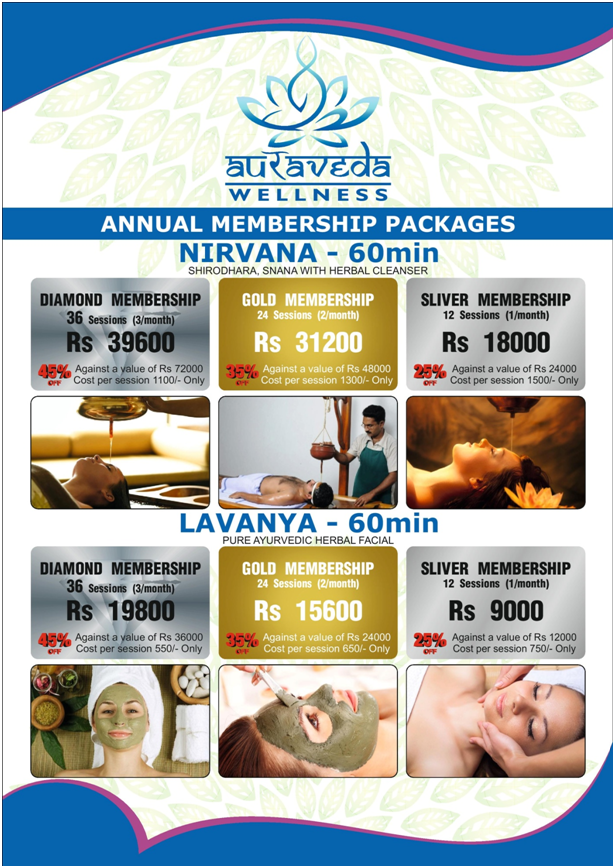 auraveda
WELLNESS
ANNUAL MEMBERSHIP PACKAGES
NIRVANA - 60min
SHIRODHARA, SNANA WITH HERBAL CLEANSER
DIAMOND MEMBERSHIP
36 Sessions (3/month)
Rs 39600
45% OFF
Against a value of Rs 72000
Cost per session 1100/- Only
GOLD MEMBERSHIP
24 Sessions (2/month)
Rs 31200
35% OFF
Against a value of Rs 48000
Cost per session 1300/- Only
SLIVER MEMBERSHIP
12 Sessions (1/month)
Rs 18000
25% OFF
Against a value of Rs 24000
Cost per session 1500/- Only
LAVANYA - 60min
PURE AYURVEDIC HERBAL FACIAL
DIAMOND MEMBERSHIP
36 Sessions (3/month)
Rs 19800
45% OFF
Against a value of Rs 36000
Cost per session 550/- Only
GOLD MEMBERSHIP
24 Sessions (2/month)
Rs 15600
35% OFF
Against a value of Rs 24000
Cost per session 650/- Only
SLIVER MEMBERSHIP
12 Sessions (1/month)
Rs 9000
25% OFF
Against a value of Rs 12000
Cost per session 750/- Only